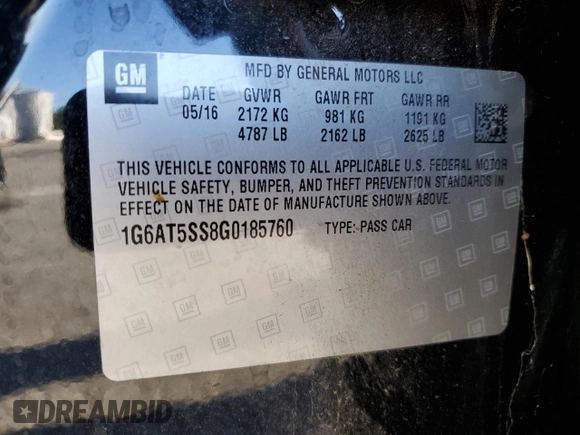 GM
MFD BY GENERAL MOTORS LLC
DATE GVWR GAWR FRT GAWR RR
05/16 2172 KG 981 KG 1191 KG
4787 LB 2162 LB 2625 LB
THIS VEHICLE CONFORMS TO ALL APPLICABLE U.S. FEDERAL MOTOR
VEHICLE SAFETY, BUMPER, AND THEFT PREVENTION STANDARDS IN
EFFECT ON THE DATE OF MANUFACTURE SHOWN ABOVE.
1G6AT5SS8G0185760 TYPE: PASS CAR
DREAMBID